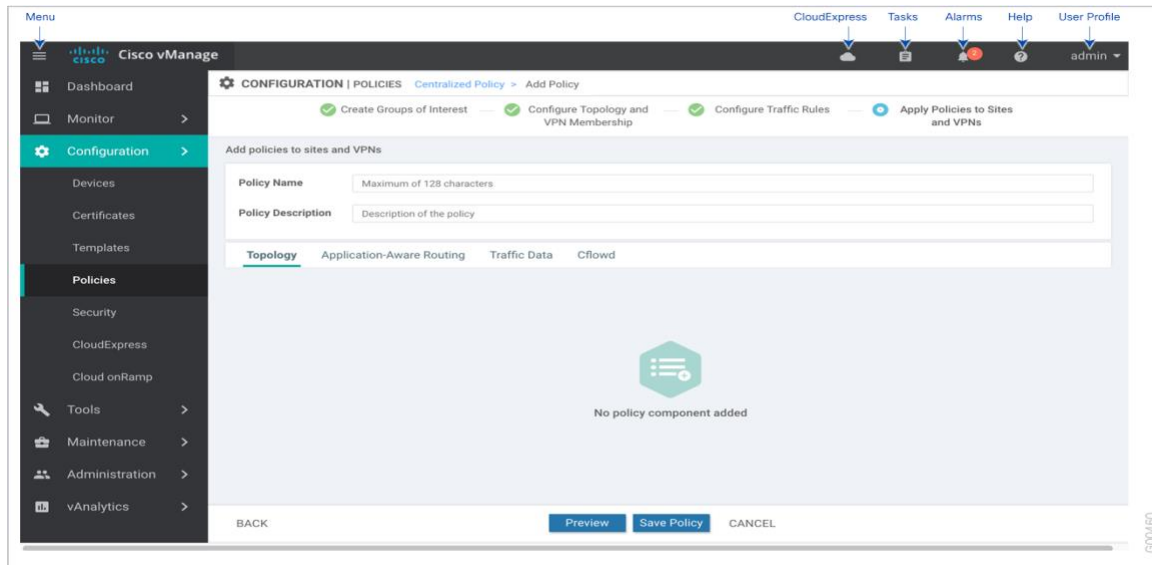 Menu
CloudExpress Tasks Alarms Help User Profile
CISCO Cisco vManage
admin
Dashboard
CONFIGURATION | POLICIES Centralized Policy > Add Policy
Create Groups of Interest
Configure Topology and
VPN Membership
Configure Traffic Rules
Apply Policies to Sites
and VPNs
Monitor
Configuration
Add policies to sites and VPNs
Devices
Policy Name Maximum of 128 characters
Certificates
Policy Description Description of the policy
Templates
Topology Application-Aware Routing Traffic Data Cflowd
Policies
Security
CloudExpress
Cloud onRamp
Tools
No policy component added
Maintenance
Administration
vAnalytics
BACK Preview Save Policy CANCEL
G00460